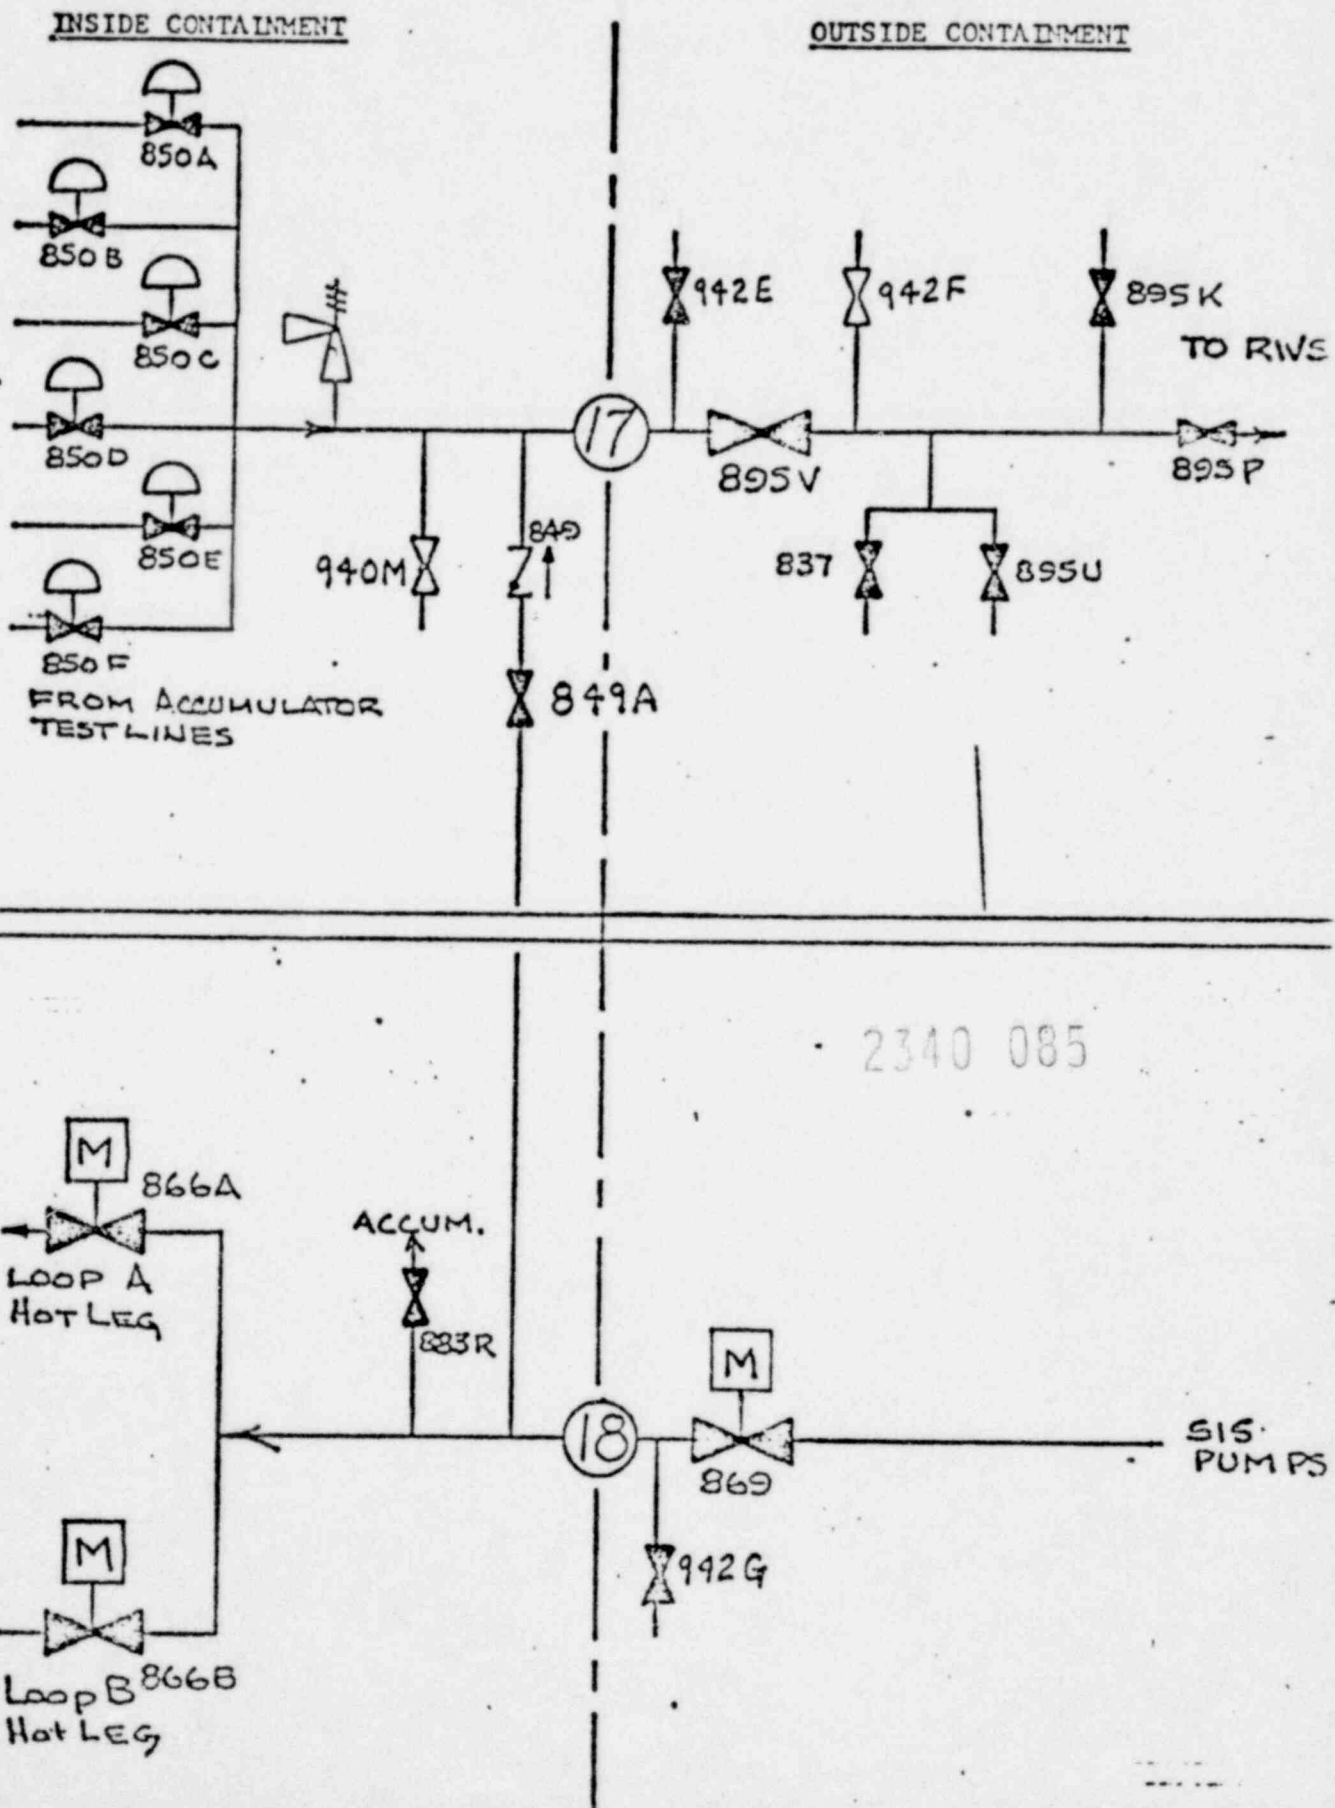 INSIDE CONTAINMENT
OUTSIDE CONTAINMENT
850A
850B
850C
850D
850E
850F
FROM ACCUMULATOR
TEST LINES
940M
849
849A
17
942E
895V
942F
837
895U
895K
TO RWS
895P
2340 085
M
866A
LOOP A
HOT LEG
ACCUM.
883R
M
866B
Loop B
Hot LEG
18
M
869
942G
SIS.
PUMPS